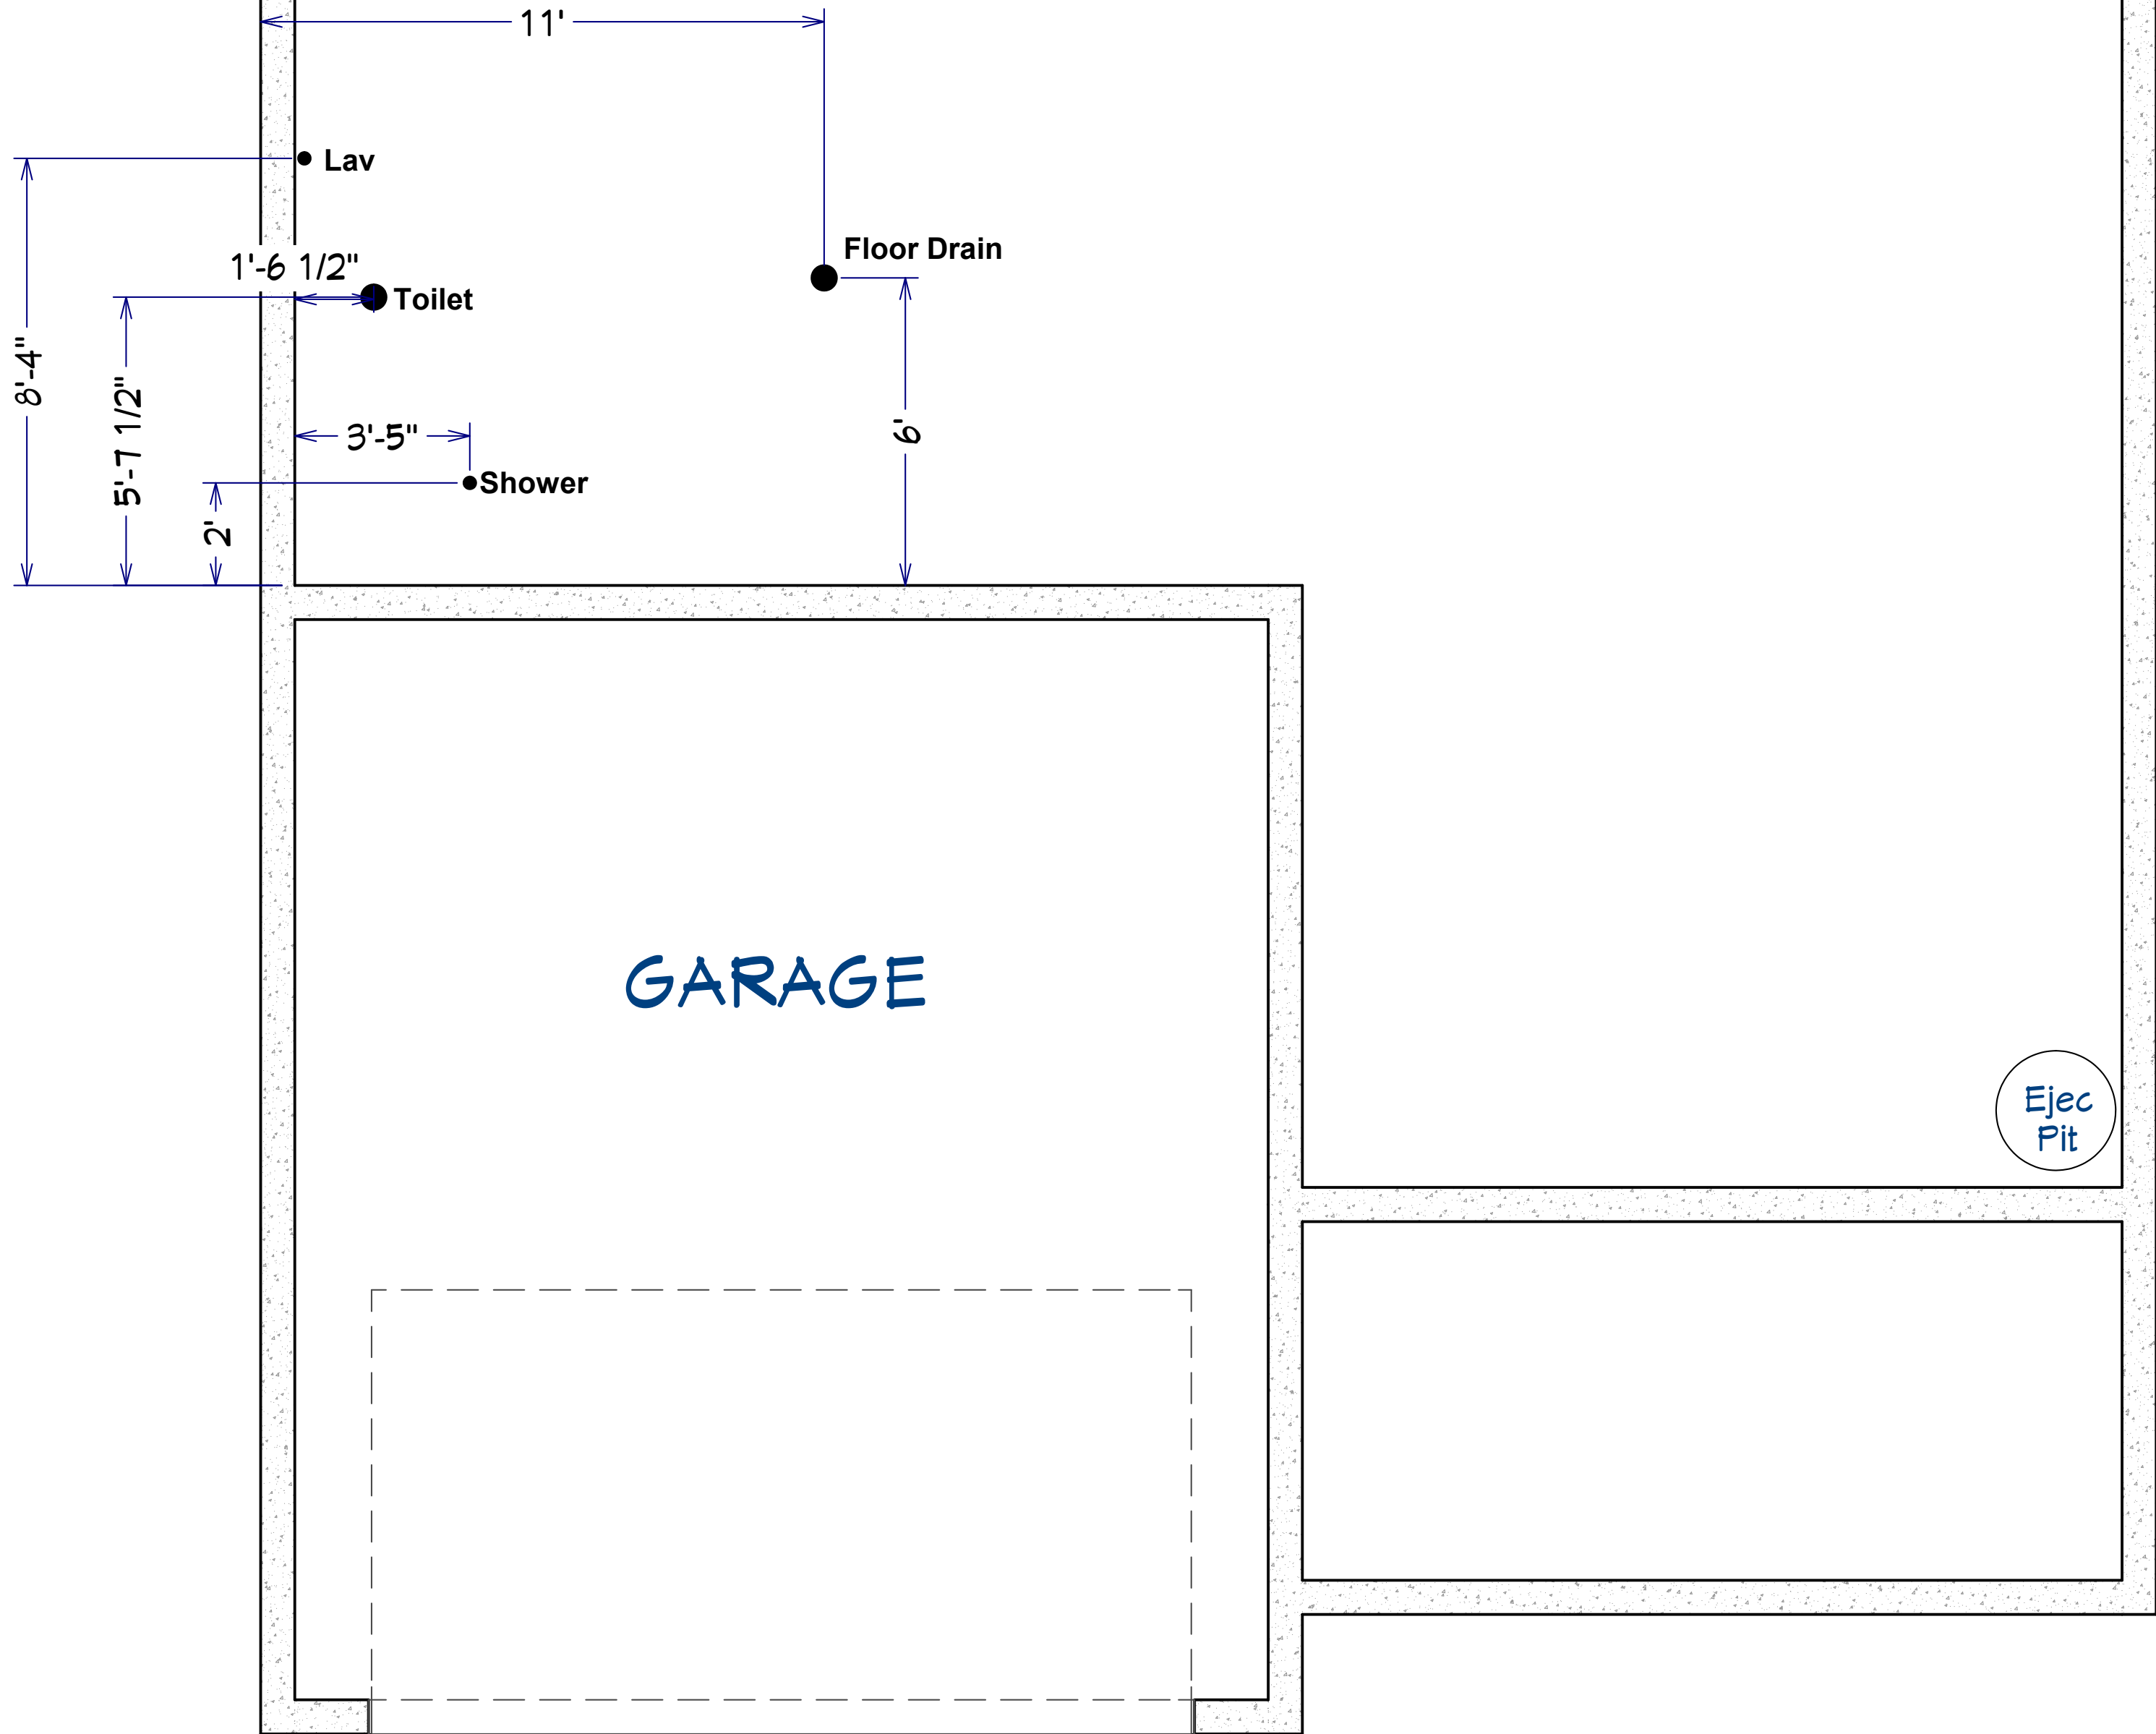 11'
Lav
Floor Drain
1'-6 1/2"
Toilet
8'-4"
5'-7 1/2"
3'-5"
6'
Shower
2'
GARAGE
Ejec
Pit